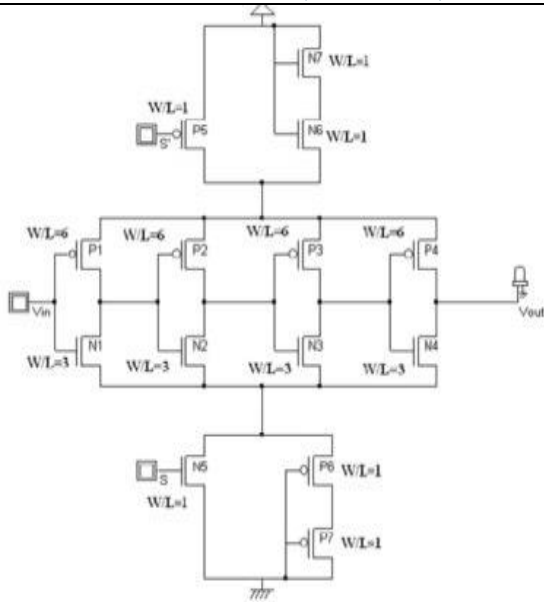 N7 W/L=1
W/L=1
S' P5 N6 W/L=1
W/L=6 W/L=6 W/L=6 W/L=6
P1 P2 P3 P4
Vin Vout
N1 N2 N3 N4
W/L=3 W/L=3 W/L=3 W/L=3
S N5 P6 W/L=1
W/L=1
P7 W/L=1